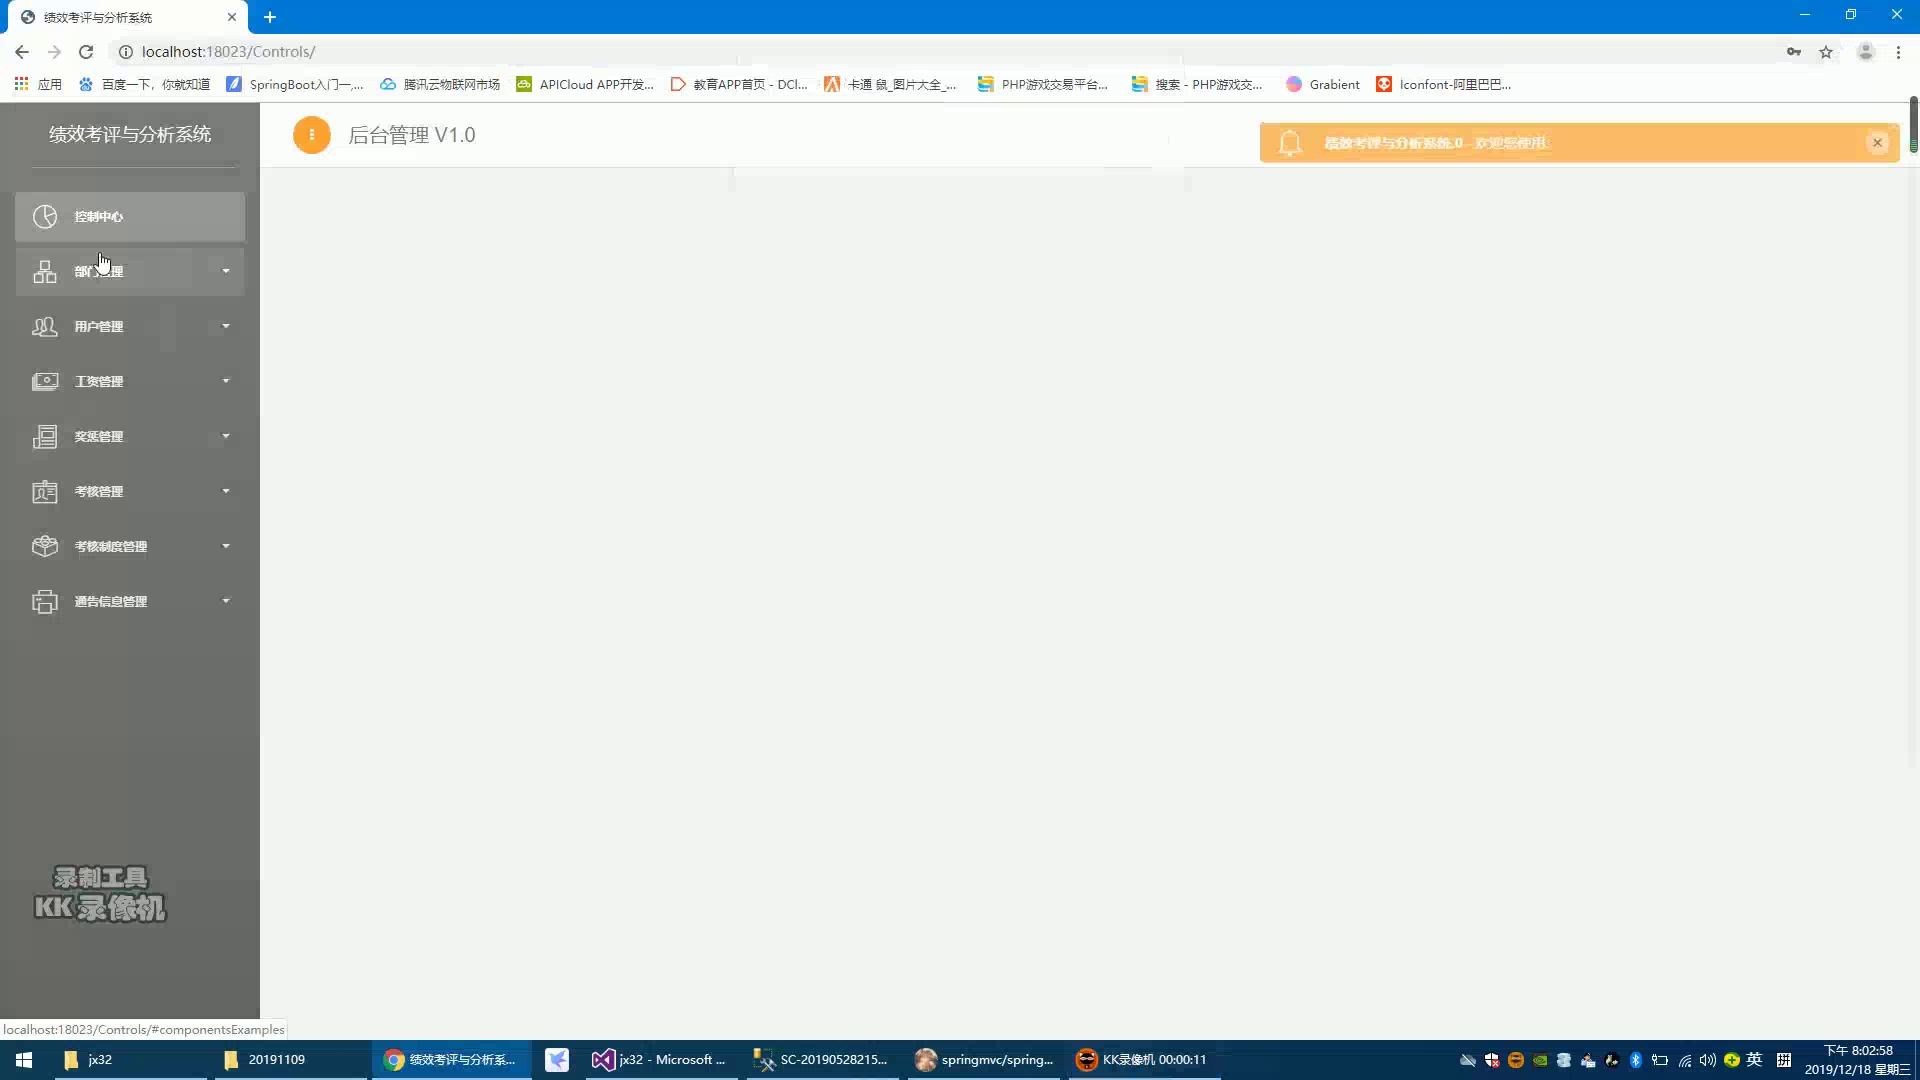 绩效考评与分析系统
localhost:18023/Controls/
应用
百度一下，你就知道
SpringBoot入门一,...
腾讯云物联网市场
APICloud APP开发...
教育APP首页 - DCl...
卡通 鼠_图片大全_...
PHP游戏交易平台...
搜索 - PHP游戏交...
Grabient
Iconfont-阿里巴巴...
绩效考评与分析系统
后台管理 V1.0
绩效考评与分析系统.0 - 欢迎您使用.
控制中心
部门管理
用户管理
工资管理
奖惩管理
考核管理
考核制度管理
通告信息管理
录制工具
KK 录像机
localhost:18023/Controls/#componentsExamples
jx32
20191109
绩效考评与分析系...
jx32 - Microsoft ...
SC-20190528215...
springmvc/spring...
KK录像机 00:00:11
英
拼
下午 8:02:58
2019/12/18 星期三